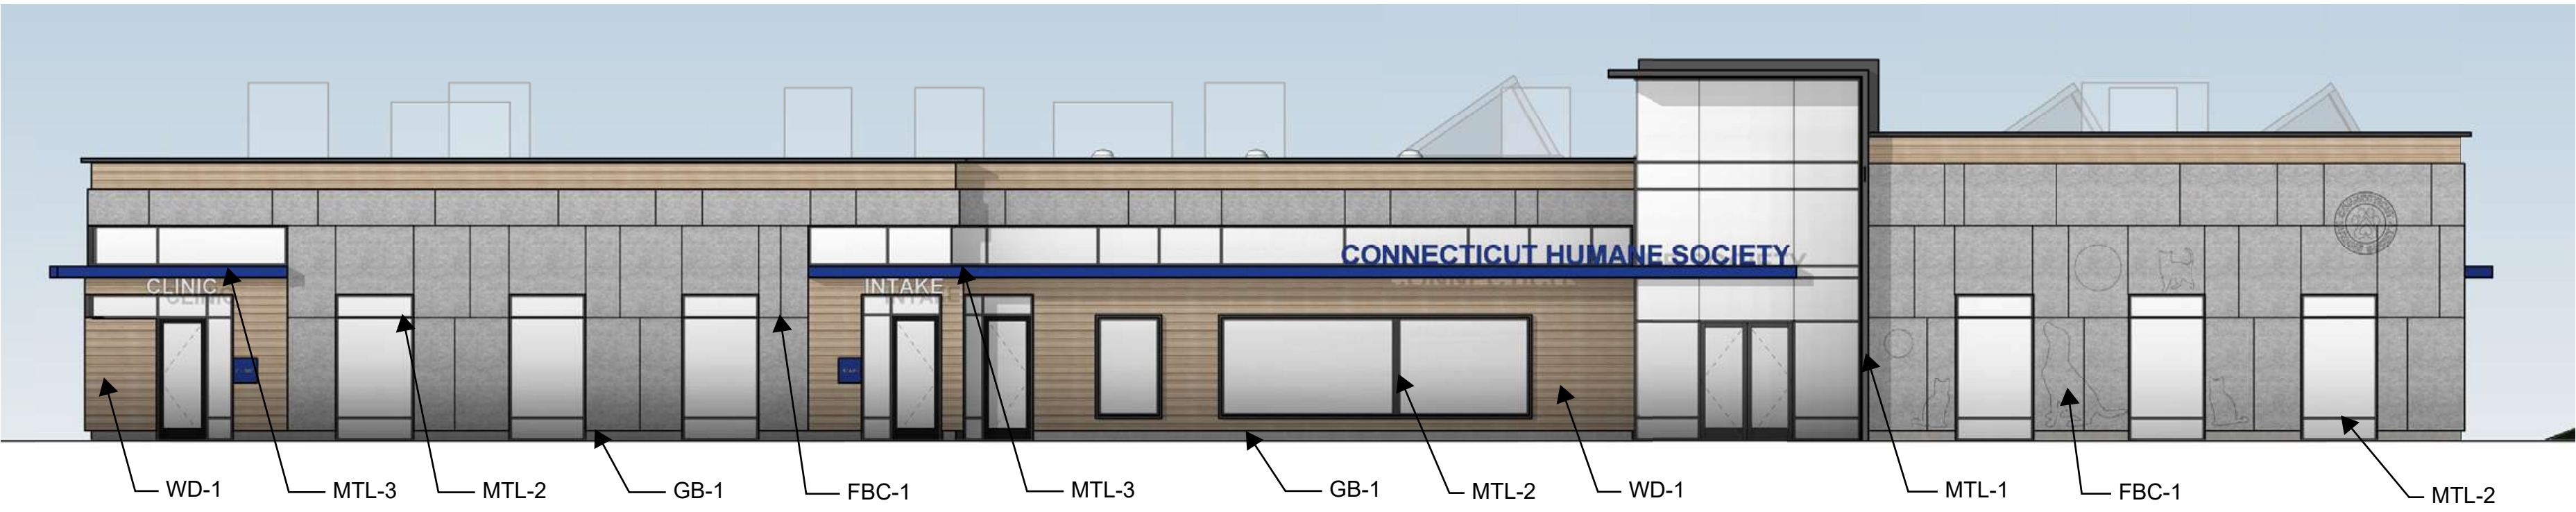 CONNECTICUT HUMANE SOCIETY
CLINIC
INTAKE
WD-1
MTL-3
MTL-2
GB-1
FBC-1
MTL-3
GB-1
MTL-2
WD-1
MTL-1
FBC-1
MTL-2